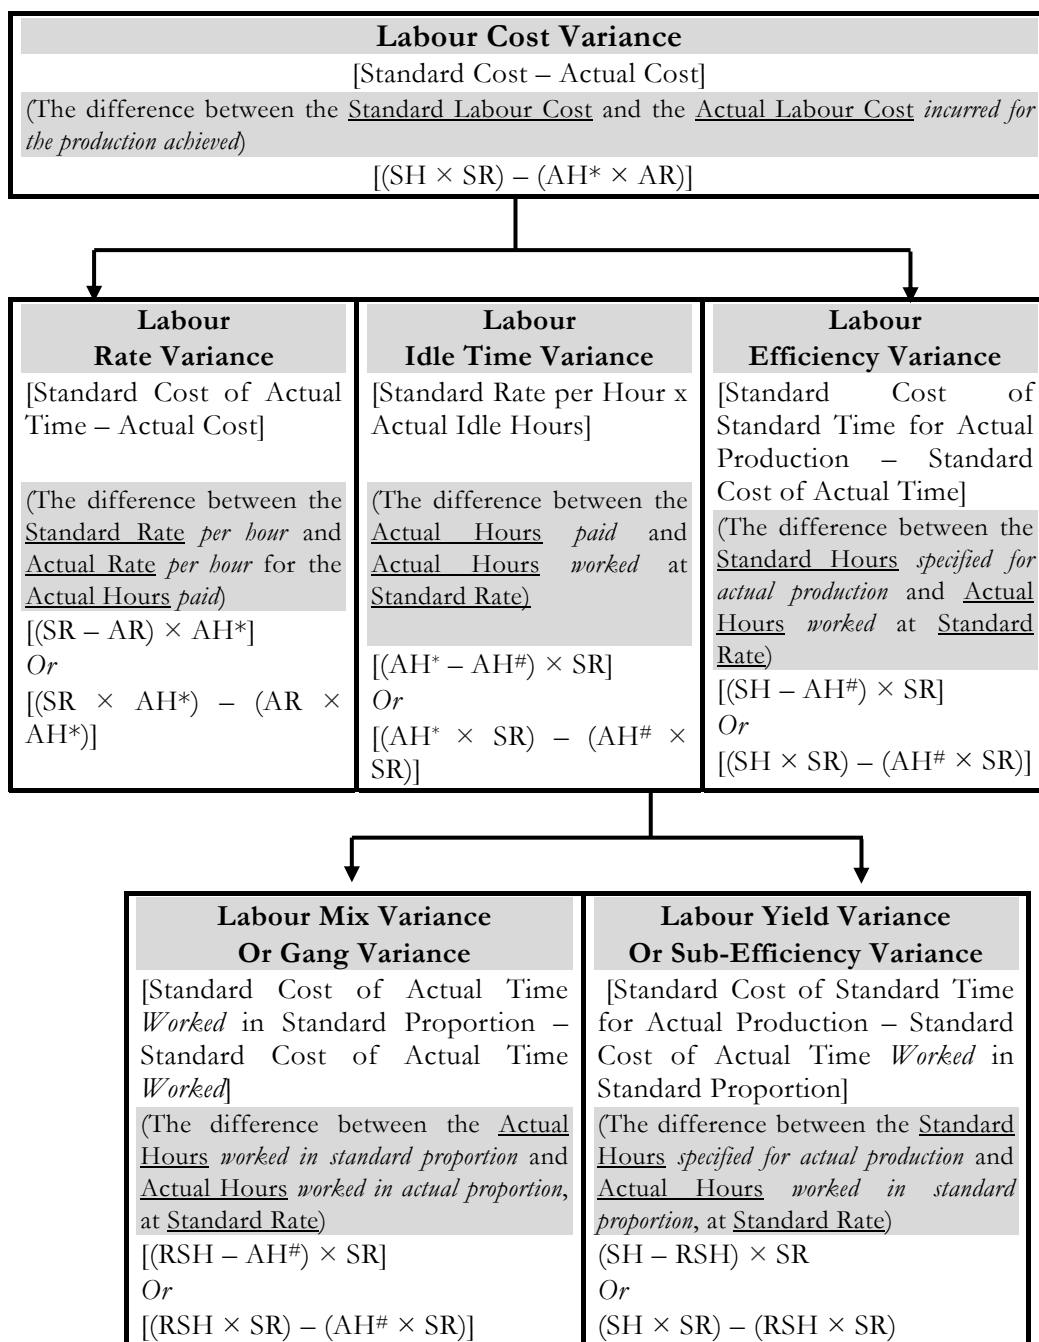 Labour Cost Variance
[Standard Cost – Actual Cost]
(The difference between the Standard Labour Cost and the Actual Labour Cost incurred for
the production achieved)
[(SH × SR) – (AH* × AR)]
Labour
Rate Variance
[Standard Cost of Actual
Time – Actual Cost]
(The difference between the
Standard Rate per hour and
Actual Rate per hour for the
Actual Hours paid)
[(SR – AR) × AH*]
Or
[(SR × AH*) – (AR ×
AH*)]
Labour
Idle Time Variance
[Standard Rate per Hour x
Actual Idle Hours]
(The difference between the
Actual Hours paid and
Actual Hours worked at
Standard Rate)
[(AH* – AH#) × SR]
Or
[(AH* × SR) – (AH# ×
SR)]
Labour
Efficiency Variance
[Standard Cost of
Standard Time for Actual
Production – Standard
Cost of Actual Time]
(The difference between the
Standard Hours specified for
actual production and Actual
Hours worked at Standard
Rate)
[(SH – AH#) × SR]
Or
[(SH × SR) – (AH# × SR)]
Labour Mix Variance
Or Gang Variance
[Standard Cost of Actual Time
Worked in Standard Proportion –
Standard Cost of Actual Time
Worked]
(The difference between the Actual
Hours worked in standard proportion and
Actual Hours worked in actual proportion,
at Standard Rate)
[(RSH – AH#) × SR]
Or
[(RSH × SR) – (AH# × SR)]
Labour Yield Variance
Or Sub-Efficiency Variance
[Standard Cost of Standard Time
for Actual Production – Standard
Cost of Actual Time Worked in
Standard Proportion]
(The difference between the Standard
Hours specified for actual production and
Actual Hours worked in standard
proportion, at Standard Rate)
(SH – RSH) × SR
Or
(SH × SR) – (RSH × SR)